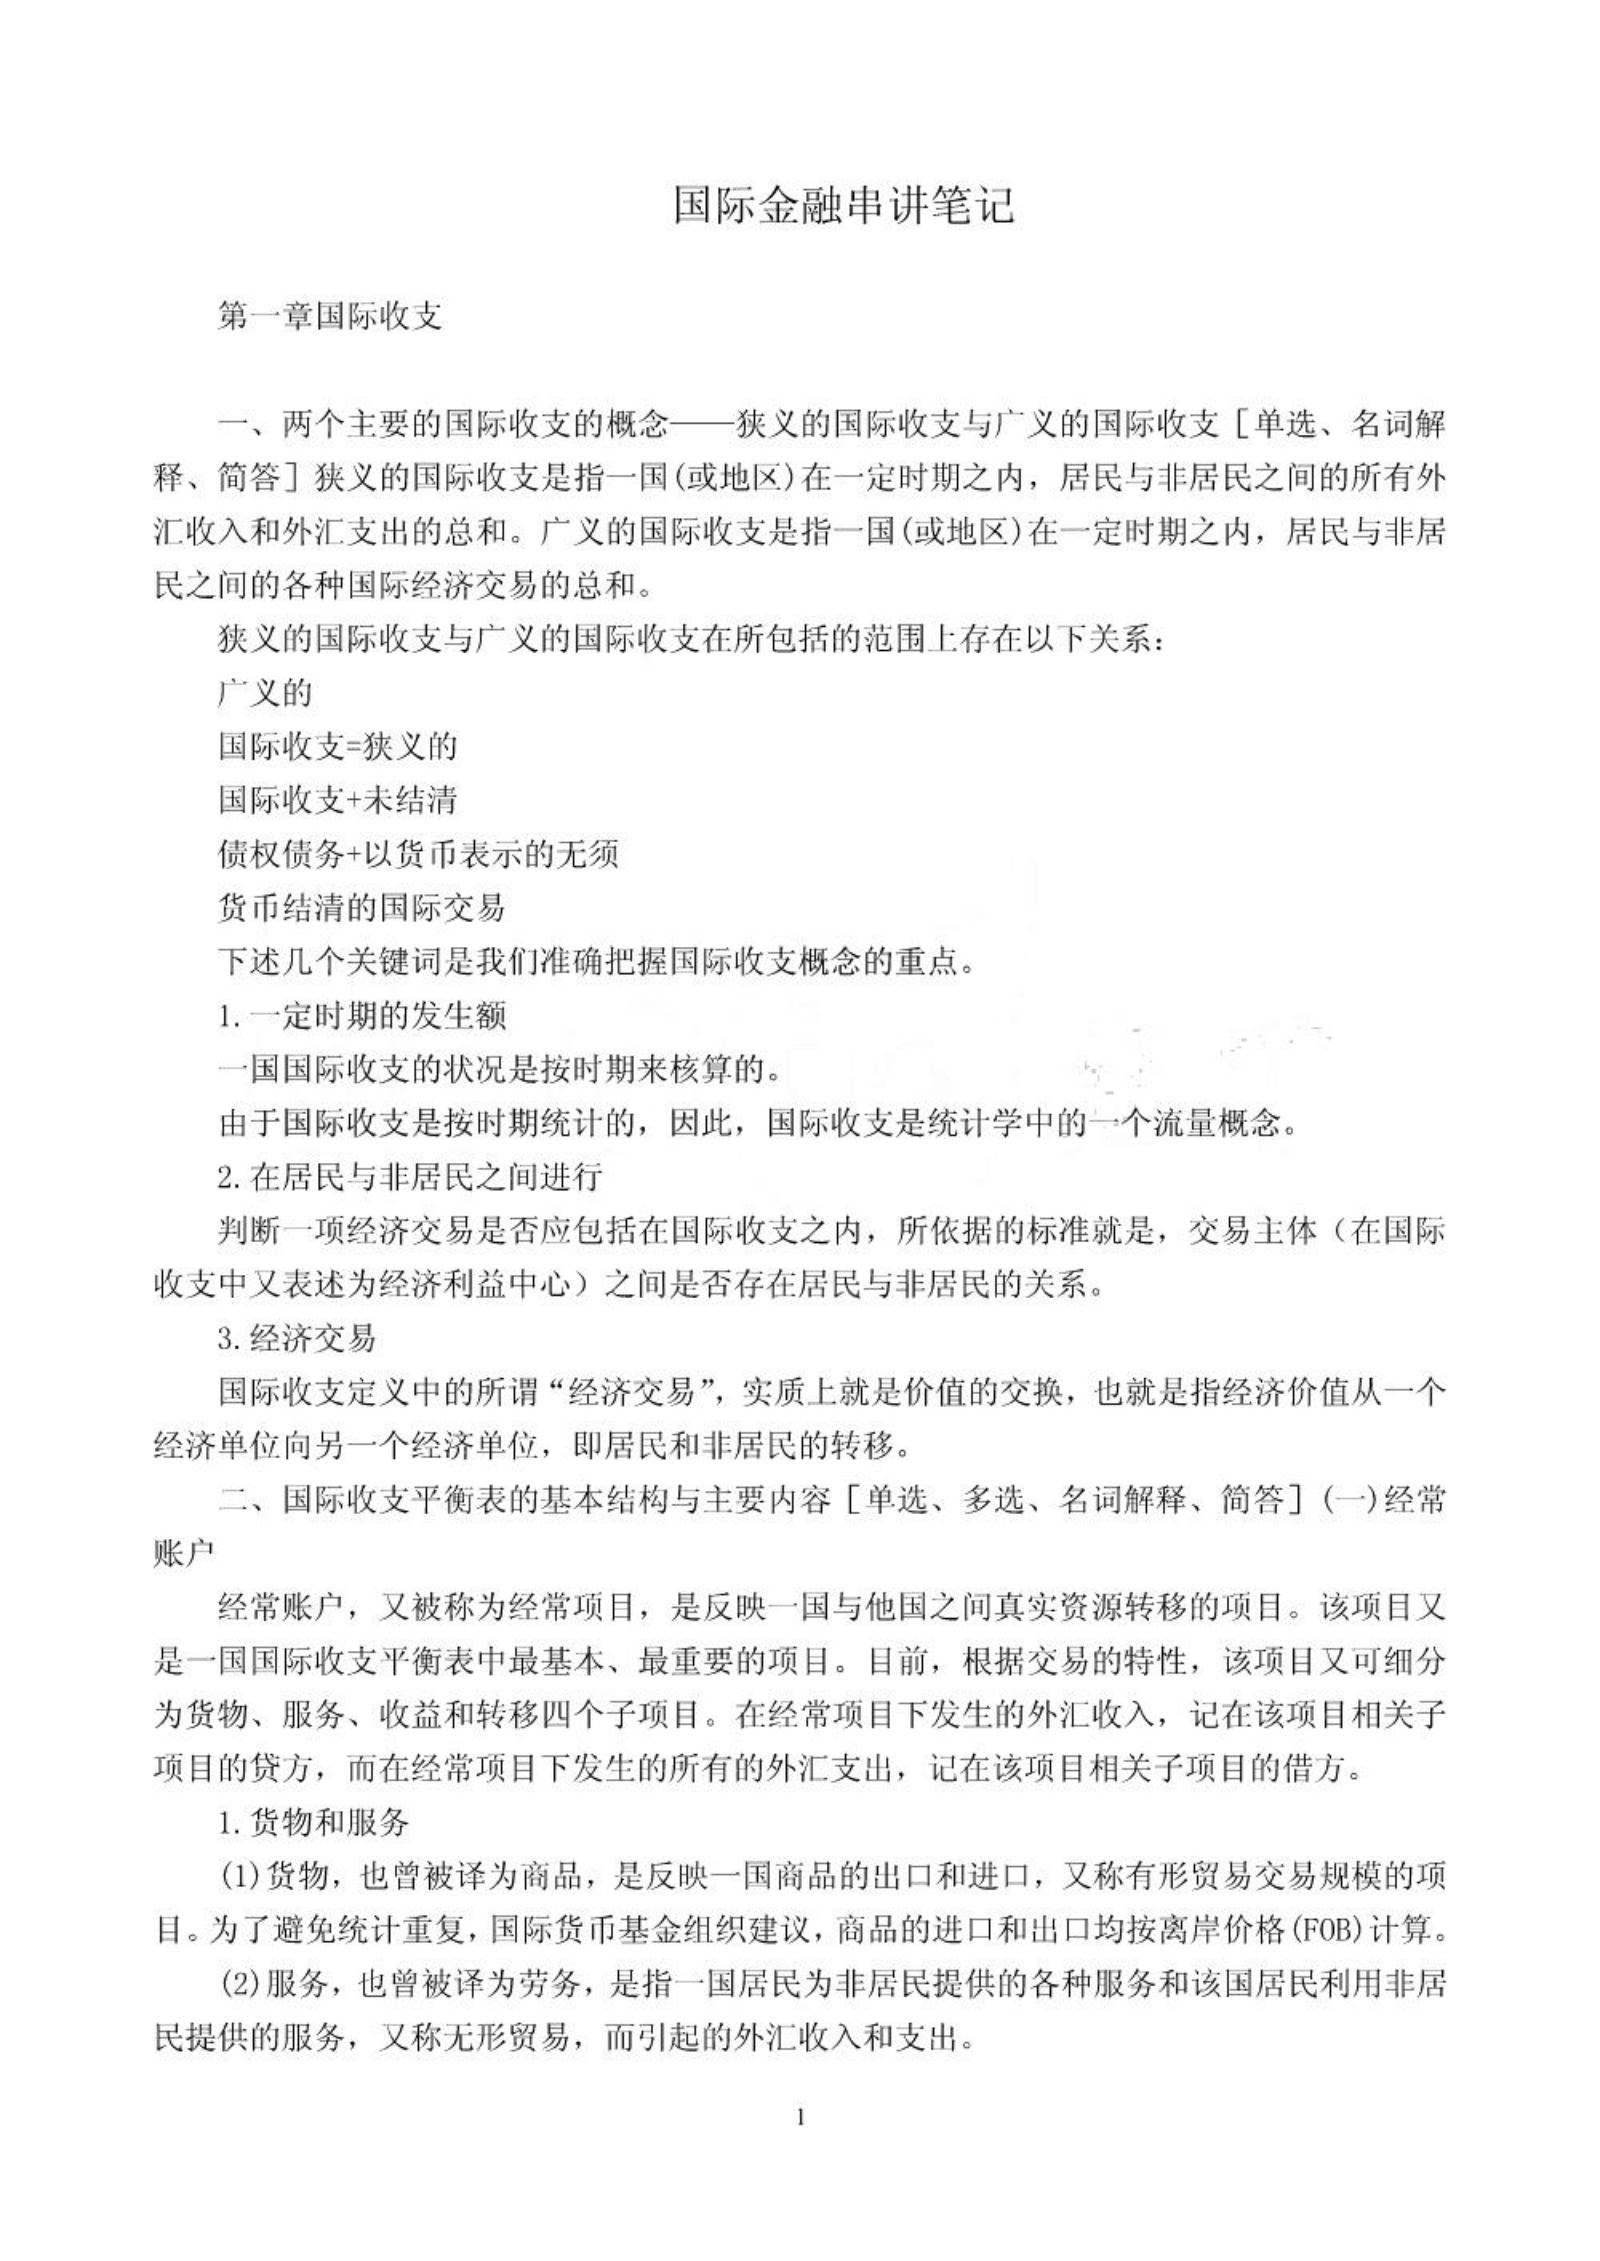 国际金融串讲笔记
第一章国际收支
一、两个主要的国际收支的概念——狭义的国际收支与广义的国际收支［单选、名词解
释、简答］狭义的国际收支是指一国(或地区)在一定时期之内，居民与非居民之间的所有外
汇收入和外汇支出的总和。广义的国际收支是指一国(或地区)在一定时期之内，居民与非居
民之间的各种国际经济交易的总和。
狭义的国际收支与广义的国际收支在所包括的范围上存在以下关系：
广义的
国际收支=狭义的
国际收支+未结清
债权债务+以货币表示的无须
货币结清的国际交易
下述几个关键词是我们准确把握国际收支概念的重点。
1.一定时期的发生额
一国国际收支的状况是按时期来核算的。
由于国际收支是按时期统计的，因此，国际收支是统计学中的一个流量概念。
2.在居民与非居民之间进行
判断一项经济交易是否应包括在国际收支之内，所依据的标准就是，交易主体（在国际
收支中又表述为经济利益中心）之间是否存在居民与非居民的关系。
3.经济交易
国际收支定义中的所谓“经济交易”，实质上就是价值的交换，也就是指经济价值从一个
经济单位向另一个经济单位，即居民和非居民的转移。
二、国际收支平衡表的基本结构与主要内容［单选、多选、名词解释、简答］(一)经常
账户
经常账户，又被称为经常项目，是反映一国与他国之间真实资源转移的项目。该项目又
是一国国际收支平衡表中最基本、最重要的项目。目前，根据交易的特性，该项目又可细分
为货物、服务、收益和转移四个子项目。在经常项目下发生的外汇收入，记在该项目相关子
项目的贷方，而在经常项目下发生的所有的外汇支出，记在该项目相关子项目的借方。
1.货物和服务
(1)货物，也曾被译为商品，是反映一国商品的出口和进口，又称有形贸易交易规模的项
目。为了避免统计重复，国际货币基金组织建议，商品的进口和出口均按离岸价格(FOB)计算。
(2)服务，也曾被译为劳务，是指一国居民为非居民提供的各种服务和该国居民利用非居
民提供的服务，又称无形贸易，而引起的外汇收入和支出。
1